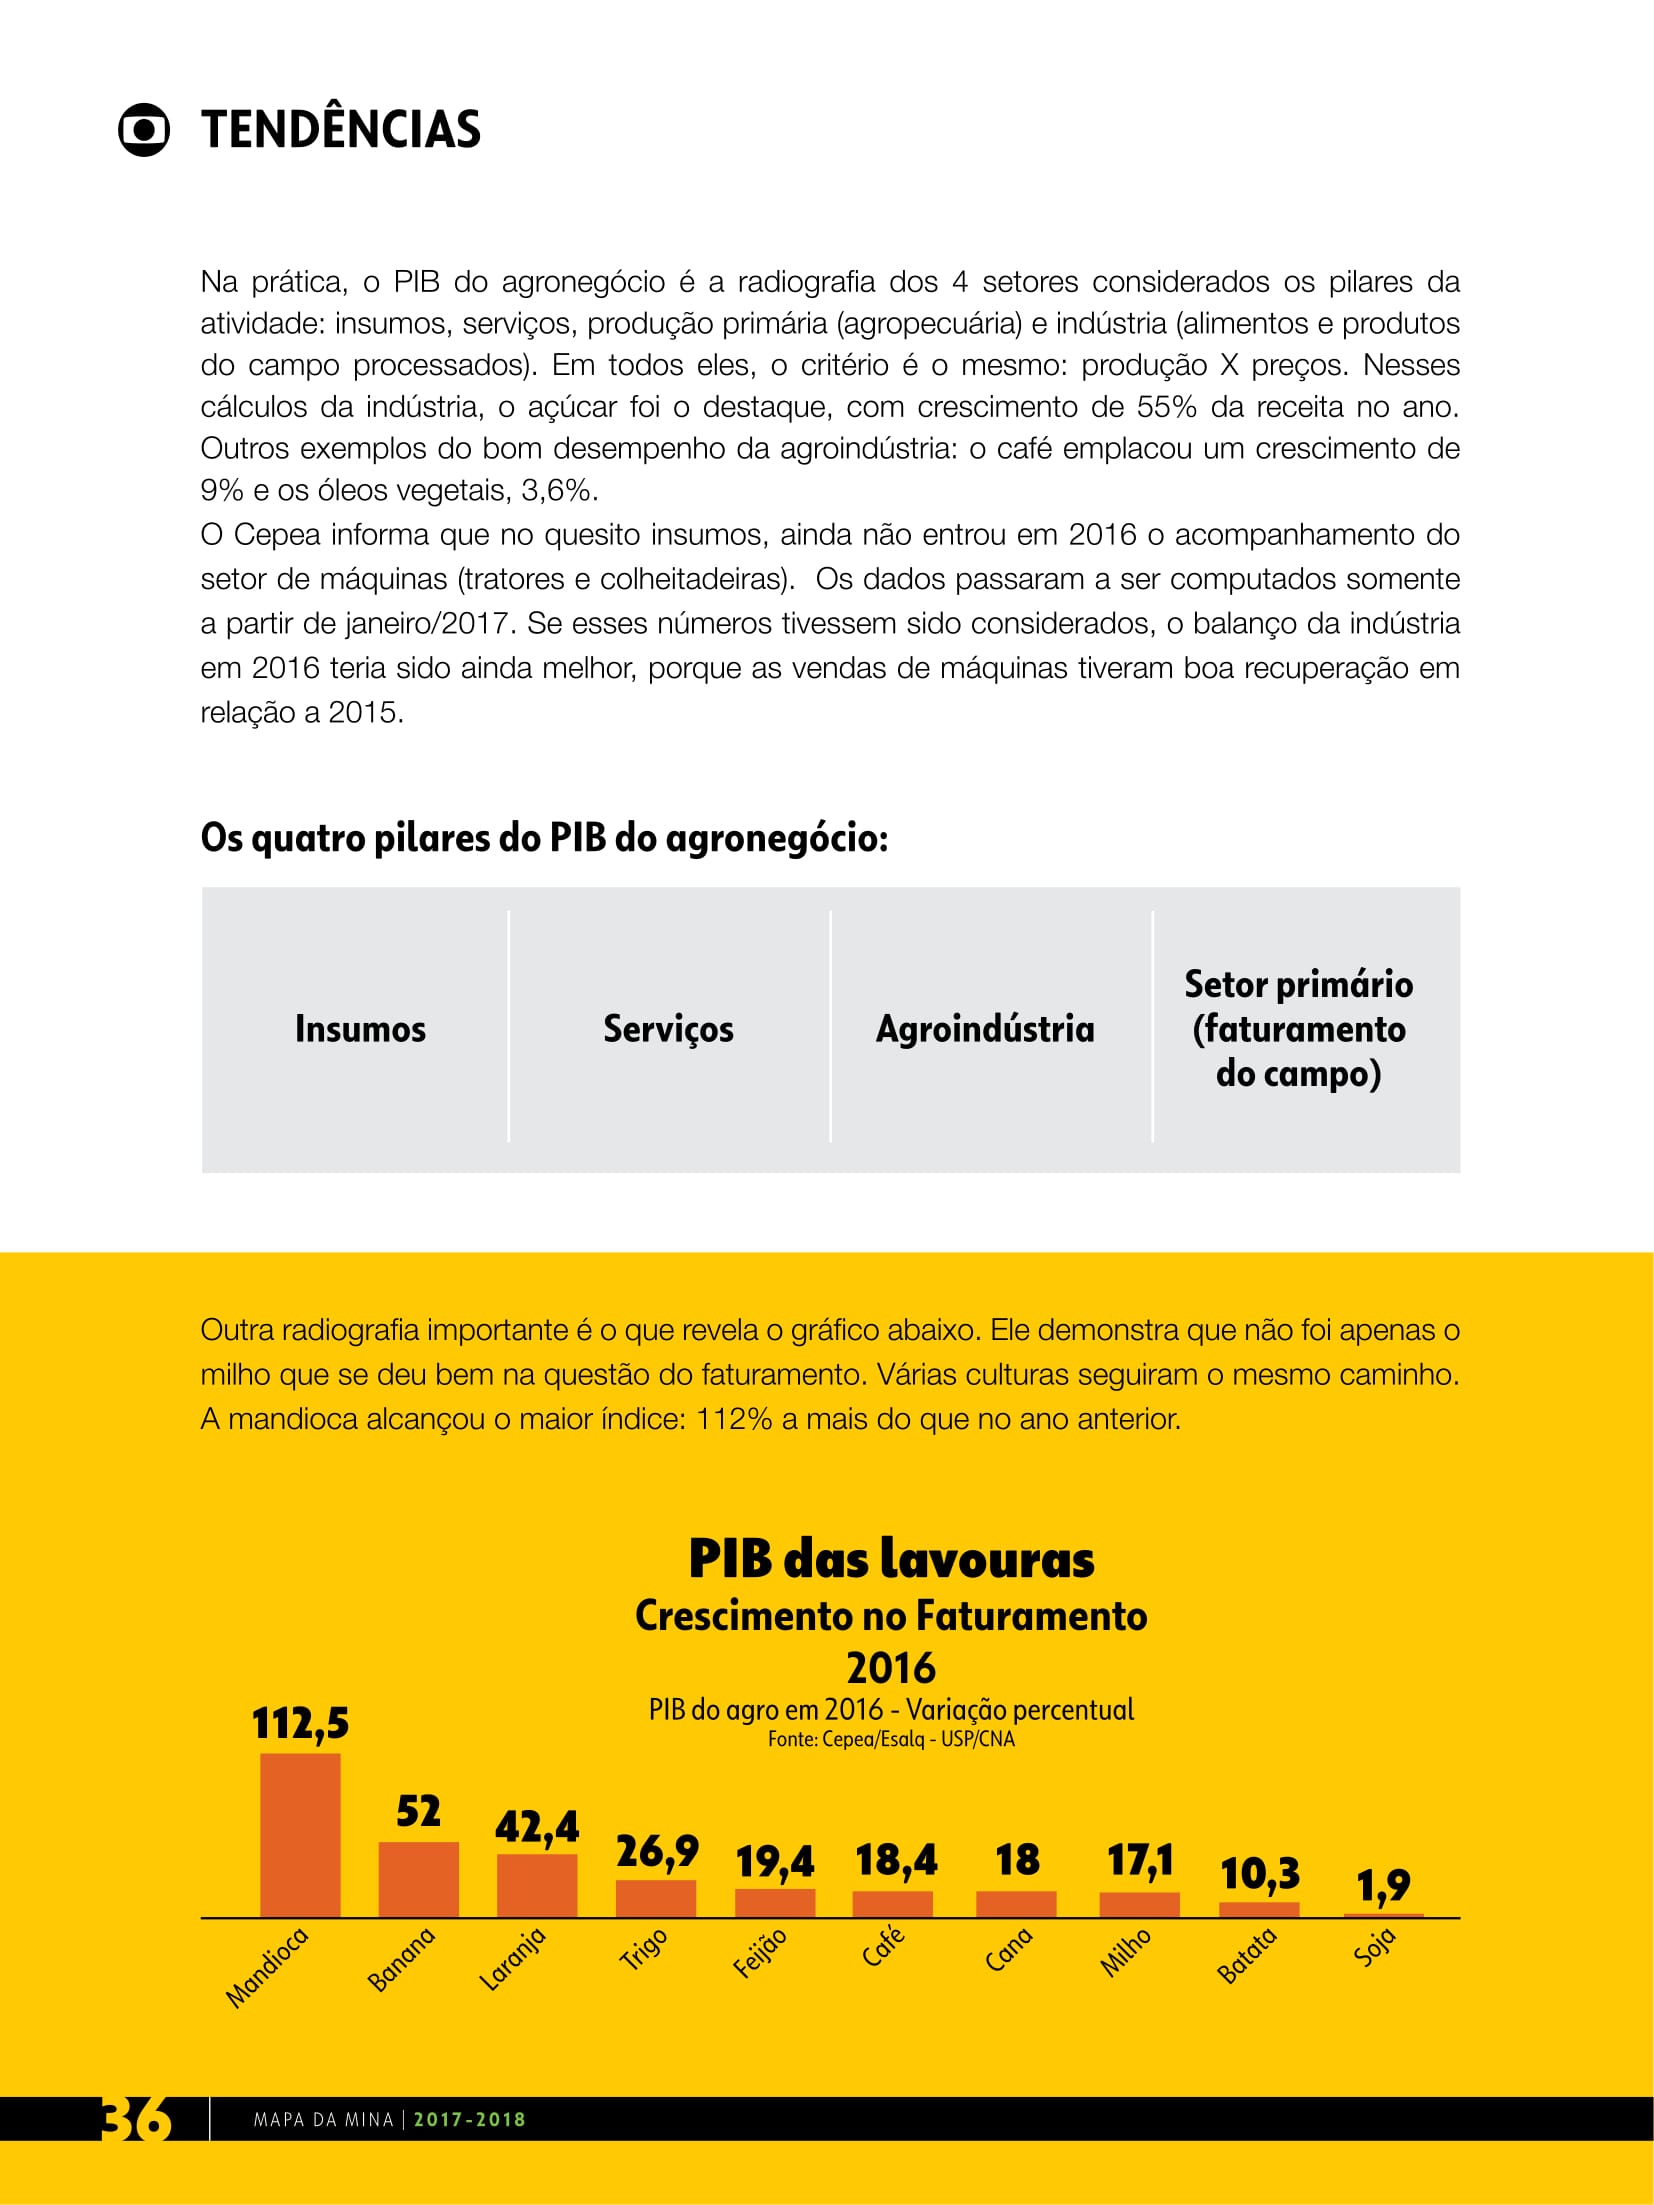 TENDÊNCIAS
Na prática, o PIB do agronegócio é a radiografia dos 4 setores considerados os pilares da
atividade: insumos, serviços, produção primária (agropecuária) e indústria (alimentos e produtos
do campo processados). Em todos eles, o critério é o mesmo: produção X preços. Nesses
cálculos da indústria, o açúcar foi o destaque, com crescimento de 55% da receita no ano.
Outros exemplos do bom desempenho da agroindústria: o café emplacou um crescimento de
9% e os óleos vegetais, 3,6%.
O Cepea informa que no quesito insumos, ainda não entrou em 2016 o acompanhamento do
setor de máquinas (tratores e colheitadeiras). Os dados passaram a ser computados somente
a partir de janeiro/2017. Se esses números tivessem sido considerados, o balanço da indústria
em 2016 teria sido ainda melhor, porque as vendas de máquinas tiveram boa recuperação em
relação a 2015.
Os quatro pilares do PIB do agronegócio:
Insumos
Serviços
Agroindústria
Setor primário
(faturamento
do campo)
Outra radiografia importante é o que revela o gráfico abaixo. Ele demonstra que não foi apenas o
milho que se deu bem na questão do faturamento. Várias culturas seguiram o mesmo caminho.
A mandioca alcançou o maior índice: 112% a mais do que no ano anterior.
PIB das lavouras
Crescimento no Faturamento
2016
PIB do agro em 2016 - Variação percentual
Fonte: Cepea/Esalq - USP/CNA
112,5
52
42,4
26,9
19,4
18,4
18
17,1
10,3
1,9
Mandioca
Banana
Laranja
Trigo
Feijão
Café
Cana
Milho
Batata
Soja
36
MAPA DA MINA | 2017-2018